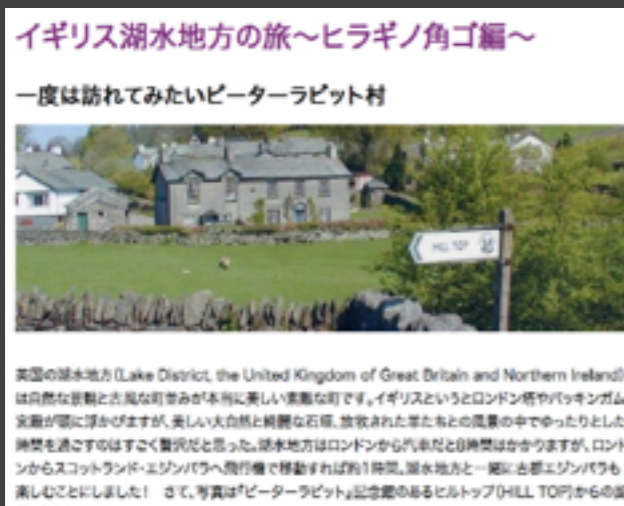 イギリス湖水地方の旅～ヒラギノ角ゴ編～
一度は訪れてみたいピーターラビット村
HILL TOP
英国の湖水地方(Lake District, the United Kingdom of Great Britain and Northern Ireland)
は自然な景観と古風な町並みが本当に美しい素敵な町です。イギリスというとロンドン塔やバッキンガム
宮殿が頭に浮かびますが、美しい大自然と綺麗な石垣、放牧された羊たちとの風景の中でゆったりとした
時間を過ごすのはすごく贅沢だと思った。湖水地方はロンドンから汽車だと8時間はかかりますが、ロンド
ンからスコットランド・エジンバラへ飛行機で移動すれば約1時間。湖水地方と一緒に古都エジンバラも
楽しむことにしました！ さて、写真は『ピーターラビット』記念館のあるヒルトップ(HILL TOP)からの